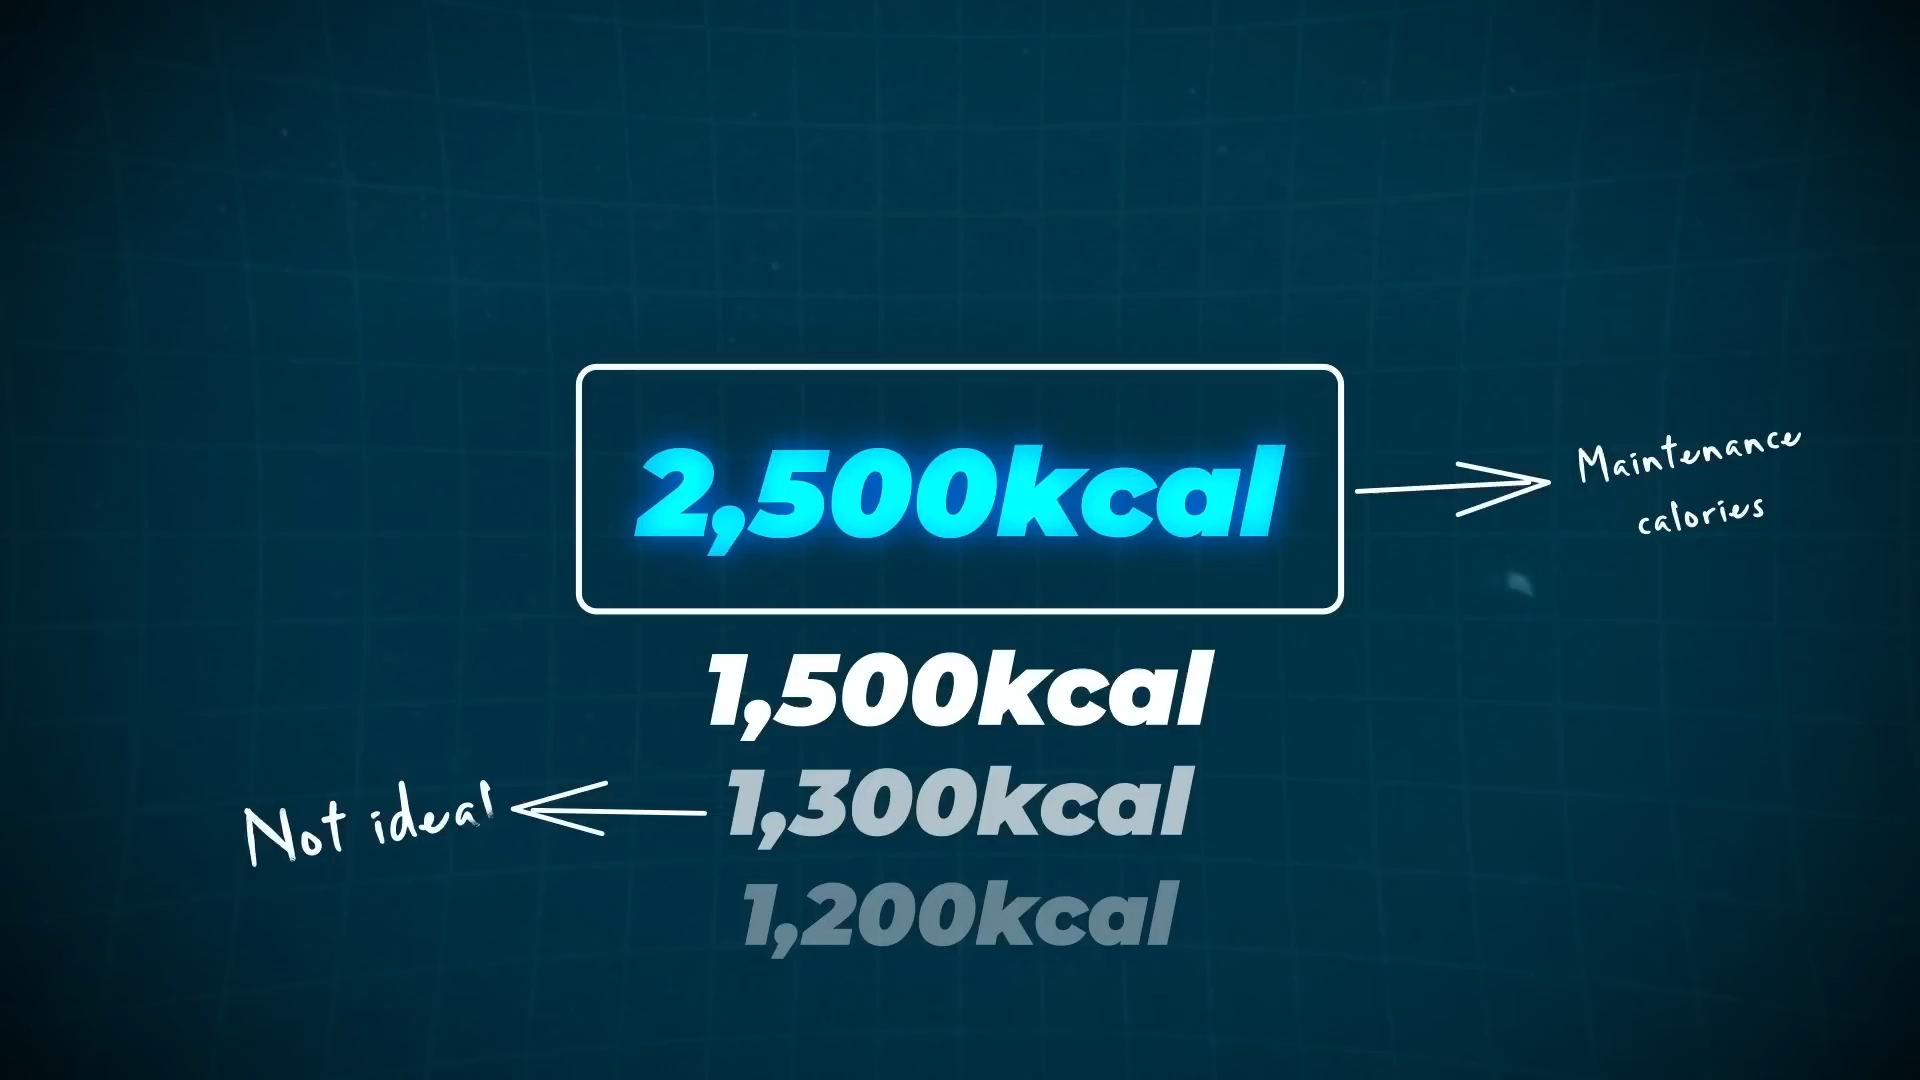 2,500kcal
Maintenance
calories
1,500kcal
1,300kcal
Not ideal
1,200kcal